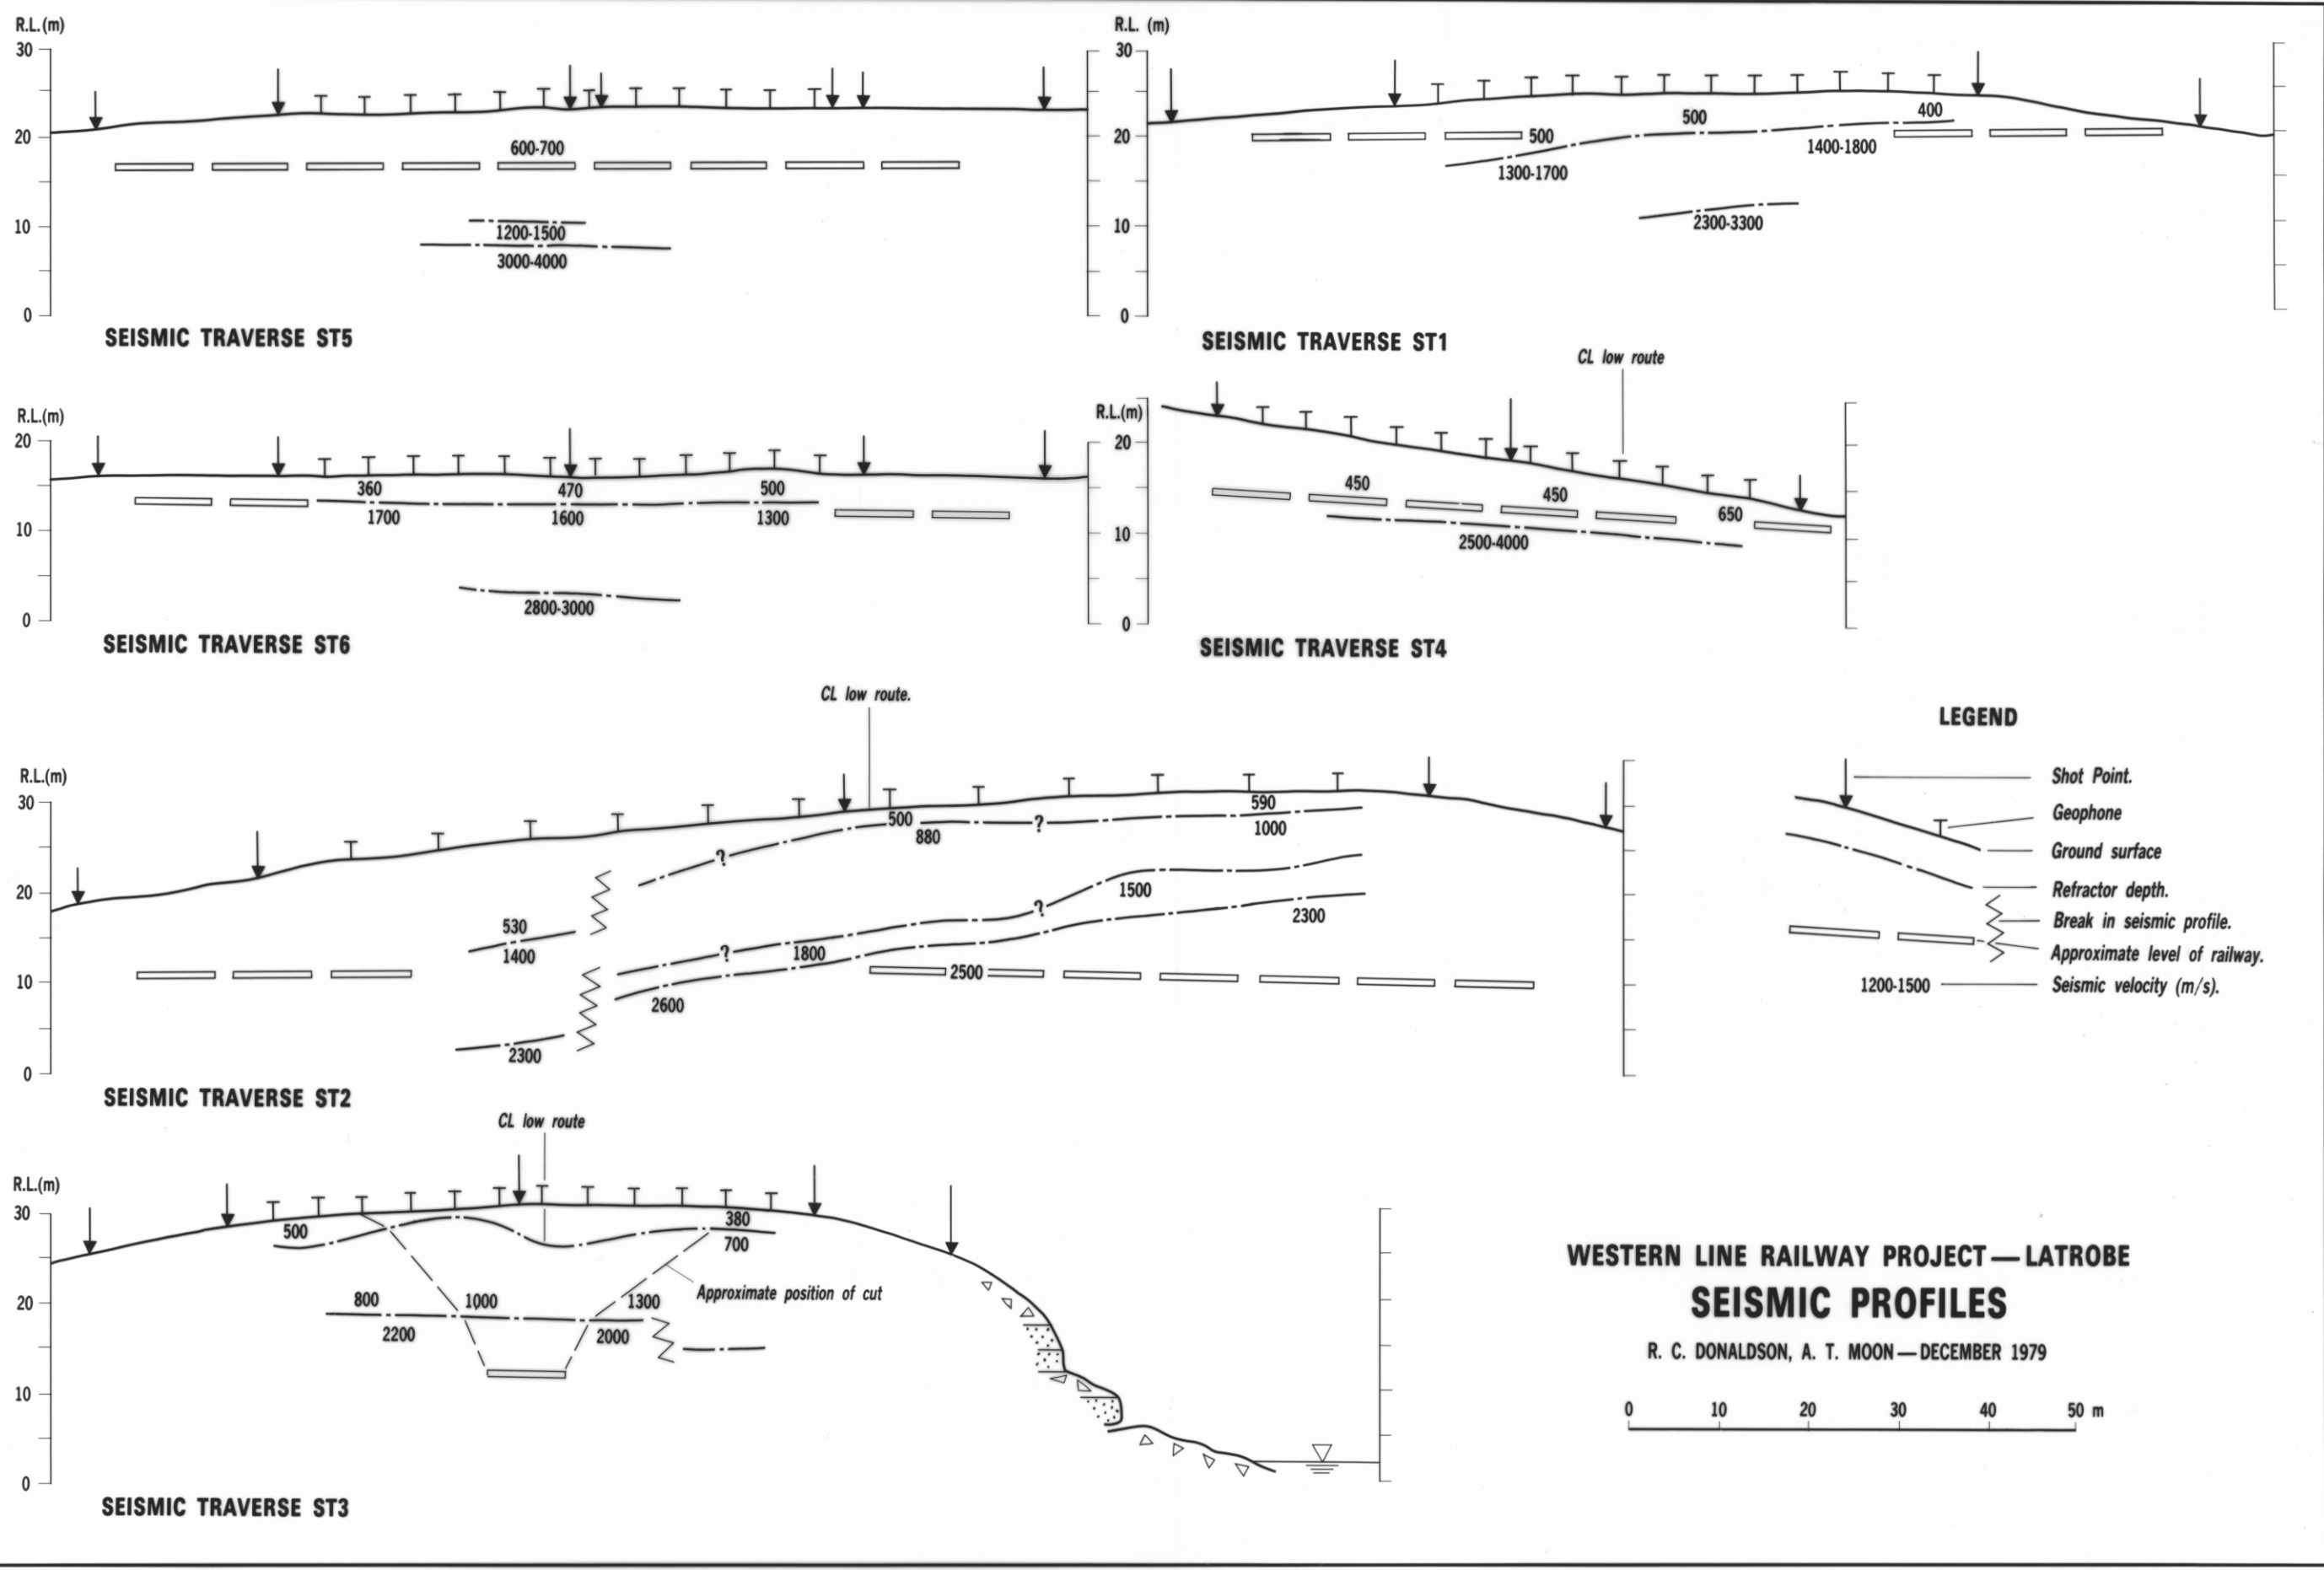 R.L.(m)
30
20
10
0
600-700
1200-1500
3000-4000
SEISMIC TRAVERSE ST5
R.L. (m)
30
20
10
0
500
500
400
1300-1700
1400-1800
2300-3300
SEISMIC TRAVERSE ST1
R.L.(m)
20
10
0
360
470
500
1700
1600
1300
2800-3000
SEISMIC TRAVERSE ST6
CL low route
R.L.(m)
20
10
0
450
450
650
2500-4000
SEISMIC TRAVERSE ST4
CL low route.
R.L.(m)
30
20
10
0
590
500
880
?
1000
?
1500
?
2300
530
1400
?
1800
2500
2600
2300
SEISMIC TRAVERSE ST2
LEGEND
Shot Point.
Geophone
Ground surface
Refractor depth.
Break in seismic profile.
Approximate level of railway.
1200-1500
Seismic velocity (m/s).
CL low route
R.L.(m)
30
20
10
0
500
380
700
Approximate position of cut
800
1000
1300
2200
2000
SEISMIC TRAVERSE ST3
WESTERN LINE RAILWAY PROJECT — LATROBE
SEISMIC PROFILES
R. C. DONALDSON, A. T. MOON — DECEMBER 1979
0 10 20 30 40 50 m